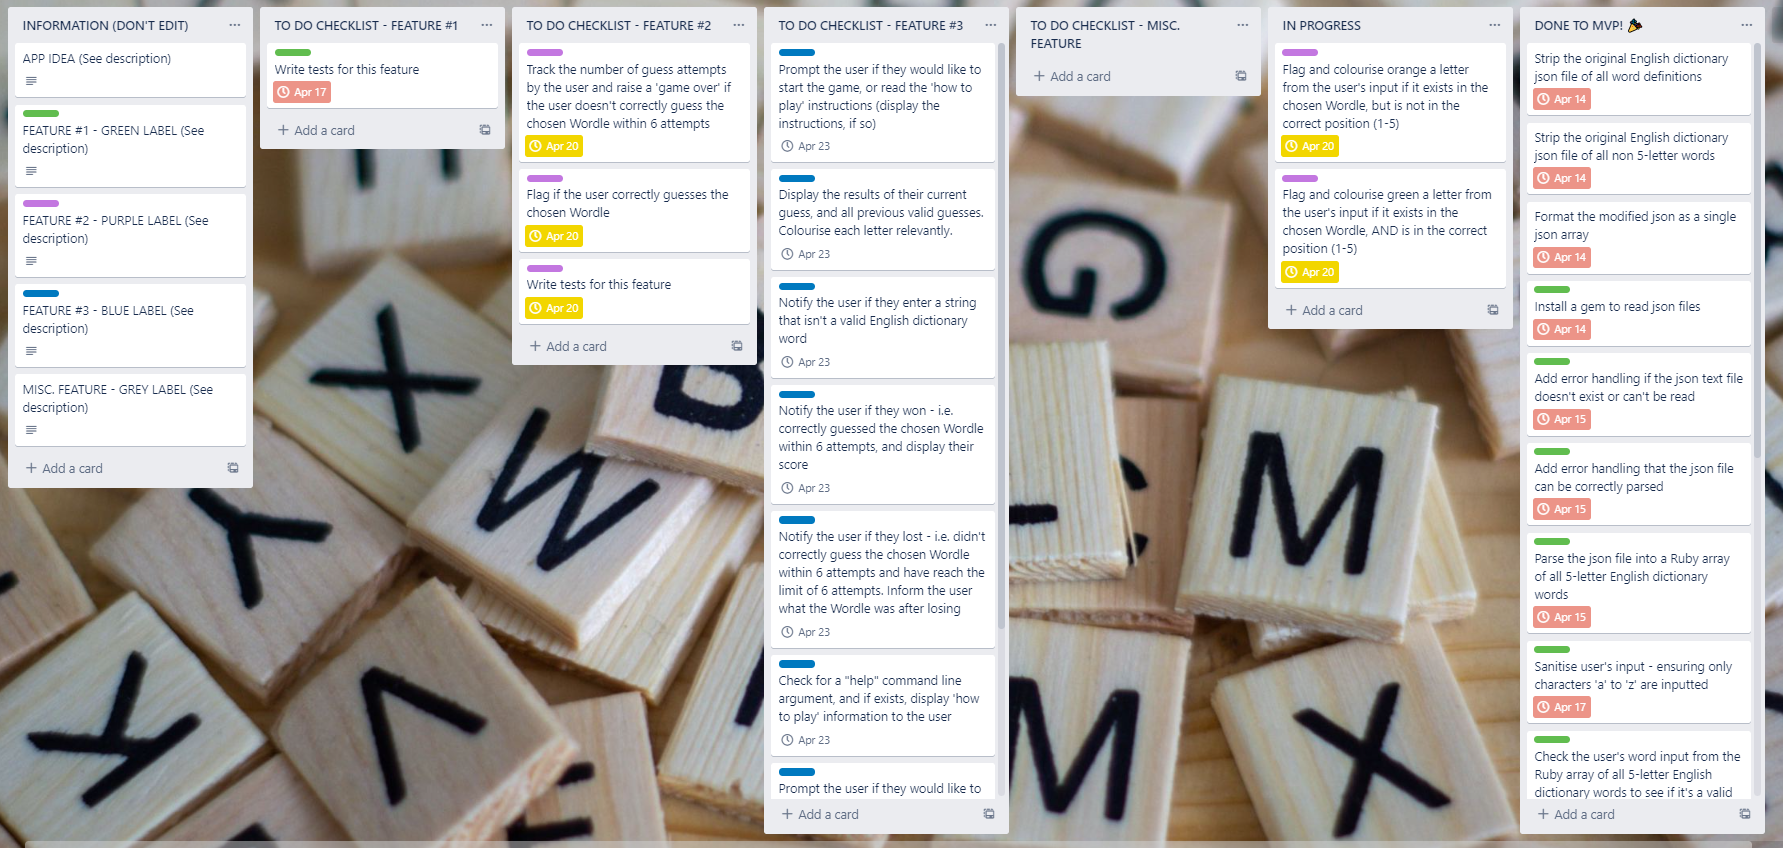 INFORMATION (DON'T EDIT)
APP IDEA (See description)
FEATURE #1 - GREEN LABEL (See
description)
FEATURE #2 - PURPLE LABEL (See
description)
FEATURE #3 - BLUE LABEL (See
description)
MISC. FEATURE - GREY LABEL (See
description)
Add a card
TO DO CHECKLIST - FEATURE #1
Write tests for this feature
Apr 17
Add a card
TO DO CHECKLIST - FEATURE #2
Track the number of guess attempts
by the user and raise a 'game over' if
the user doesn't correctly guess the
chosen Wordle within 6 attempts
Apr 20
Flag if the user correctly guesses the
chosen Wordle
Apr 20
Write tests for this feature
Apr 20
Add a card
TO DO CHECKLIST - FEATURE #3
Prompt the user if they would like to
start the game, or read the 'how to
play' instructions (display the
instructions, if so)
Apr 23
Display the results of their current
guess, and all previous valid guesses.
Colourise each letter relevantly.
Apr 23
Notify the user if they enter a string
that isn't a valid English dictionary
word
Apr 23
Notify the user if they won - i.e.
correctly guessed the chosen Wordle
within 6 attempts, and display their
score
Apr 23
Notify the user if they lost - i.e. didn't
correctly guess the chosen Wordle
within 6 attempts and have reach the
limit of 6 attempts. Inform the user
what the Wordle was after losing
Apr 23
Check for a "help" command line
argument, and if exists, display 'how
to play' information to the user
Apr 23
Prompt the user if they would like to
Add a card
TO DO CHECKLIST - MISC.
FEATURE
Add a card
IN PROGRESS
Flag and colourise orange a letter
from the user's input if it exists in the
chosen Wordle, but is not in the
correct position (1-5)
Apr 20
Flag and colourise green a letter from
the user's input if it exists in the
chosen Wordle, AND is in the correct
position (1-5)
Apr 20
Add a card
DONE TO MVP!
Strip the original English dictionary
json file of all word definitions
Apr 14
Strip the original English dictionary
json file of all non 5-letter words
Apr 14
Format the modified json as a single
json array
Apr 14
Install a gem to read json files
Apr 14
Add error handling if the json text file
doesn't exist or can't be read
Apr 15
Add error handling that the json file
can be correctly parsed
Apr 15
Parse the json file into a Ruby array
of all 5-letter English dictionary
words
Apr 15
Sanitise user's input - ensuring only
characters 'a' to 'z' are inputted
Apr 17
Check the user's word input from the
Ruby array of all 5-letter English
dictionary words to see if it's a valid
Add a card
X
W
Y
K
V
G
M
M
X